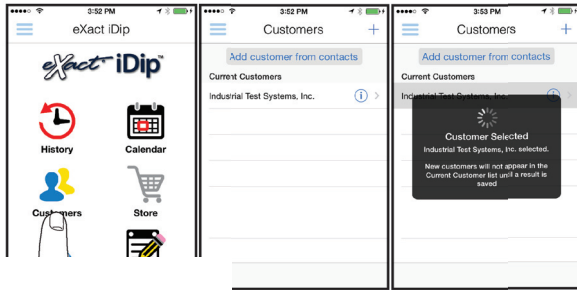 3:52 PM
eXact iDip
eXact iDip
History
Calendar
Customers
Store
3:52 PM
Customers
Add customer from contacts
Current Customers
Industrial Test Systems, Inc.
3:53 PM
Customers
Add customer from contacts
Current Customers
Industrial Test Systems, Inc.
Customer Selected
Industrial Test Systems, Inc. selected.
New customers will not appear in the
Current Customer list until a result is
saved